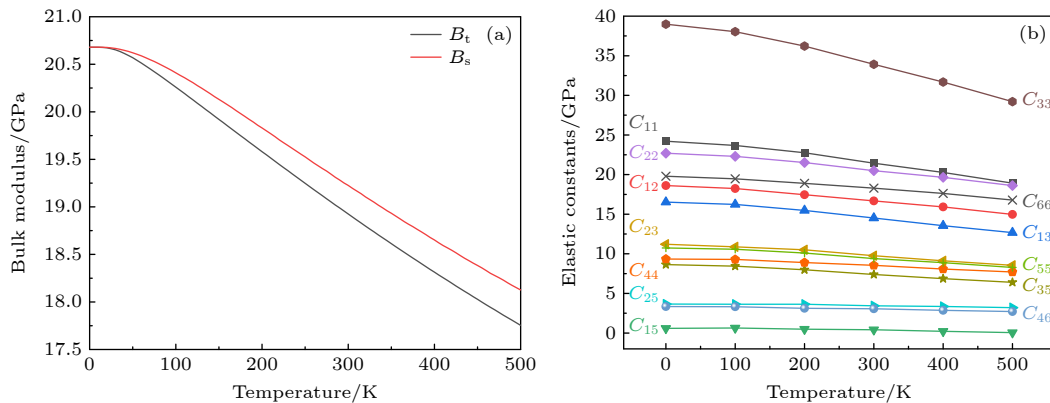 21.0
20.5
20.0
19.5
19.0
18.5
18.0
17.5
Bulk modulus/GPa
0
100
200
300
400
500
Temperature/K
Bt
Bs
(a)
40
35
30
25
20
15
10
5
0
Elastic constants/GPa
0
100
200
300
400
500
Temperature/K
(b)
C33
C11
C22
C12
C66
C13
C23
C55
C44
C35
C25
C46
C15